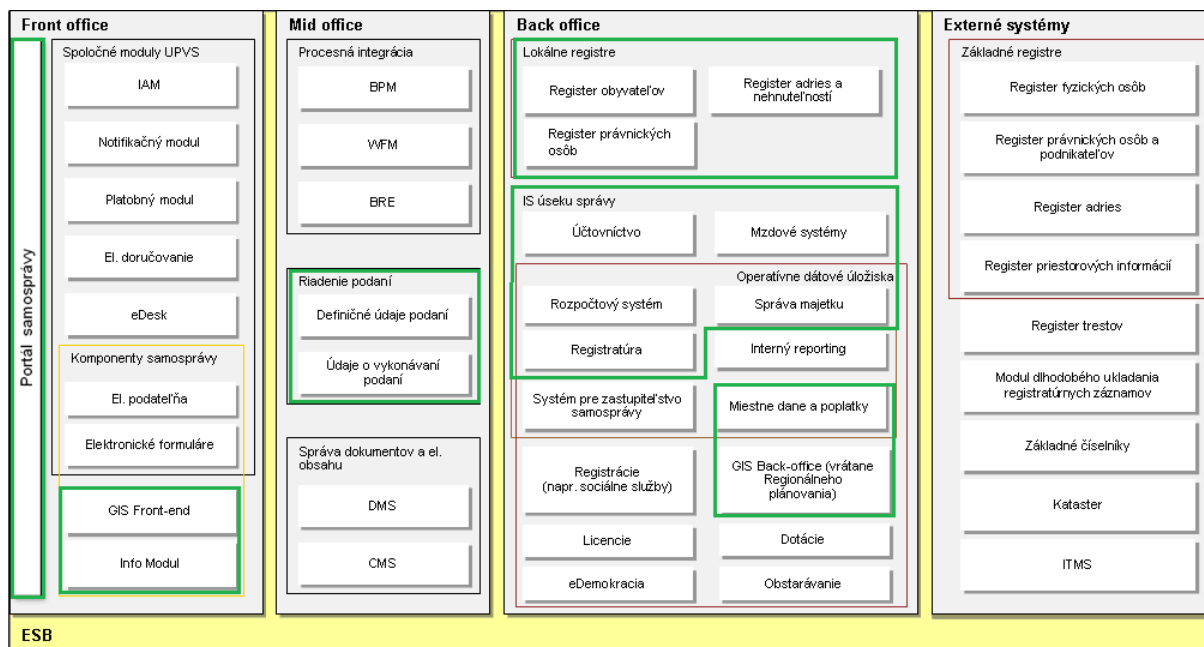 Front office
Portál samosprávy
Spoločné moduly UPVS
IAM
Notifikačný modul
Platobný modul
El. doručovanie
eDesk
Komponenty samosprávy
El. podateľňa
Elektronické formuláre
GIS Front-end
Info Modul
Mid office
Procesná integrácia
BPM
WFM
BRE
Riadenie podaní
Definičné údaje podaní
Údaje o vykonávaní
podaní
Správa dokumentov a el.
obsahu
DMS
CMS
Back office
Lokálne registre
Register obyvateľov
Register adries a
nehnuteľností
Register právnických
osôb
IS úseku správy
Účtovníctvo
Mzdové systémy
Operatívne dátové úložiska
Rozpočtový systém
Správa majetku
Registratúra
Interný reporting
Systém pre zastupiteľstvo
samosprávy
Miestne dane a poplatky
Registrácie
(napr. sociálne služby)
GIS Back-office (vrátane
Regionálneho
plánovania)
Licencie
Dotácie
eDemokracia
Obstarávanie
Externé systémy
Základné registre
Register fyzických osôb
Register právnických osôb a
podnikateľov
Register adries
Register priestorových informácií
Register trestov
Modul dlhodobého ukladania
registratúrnych záznamov
Základné číselníky
Kataster
ITMS
ESB